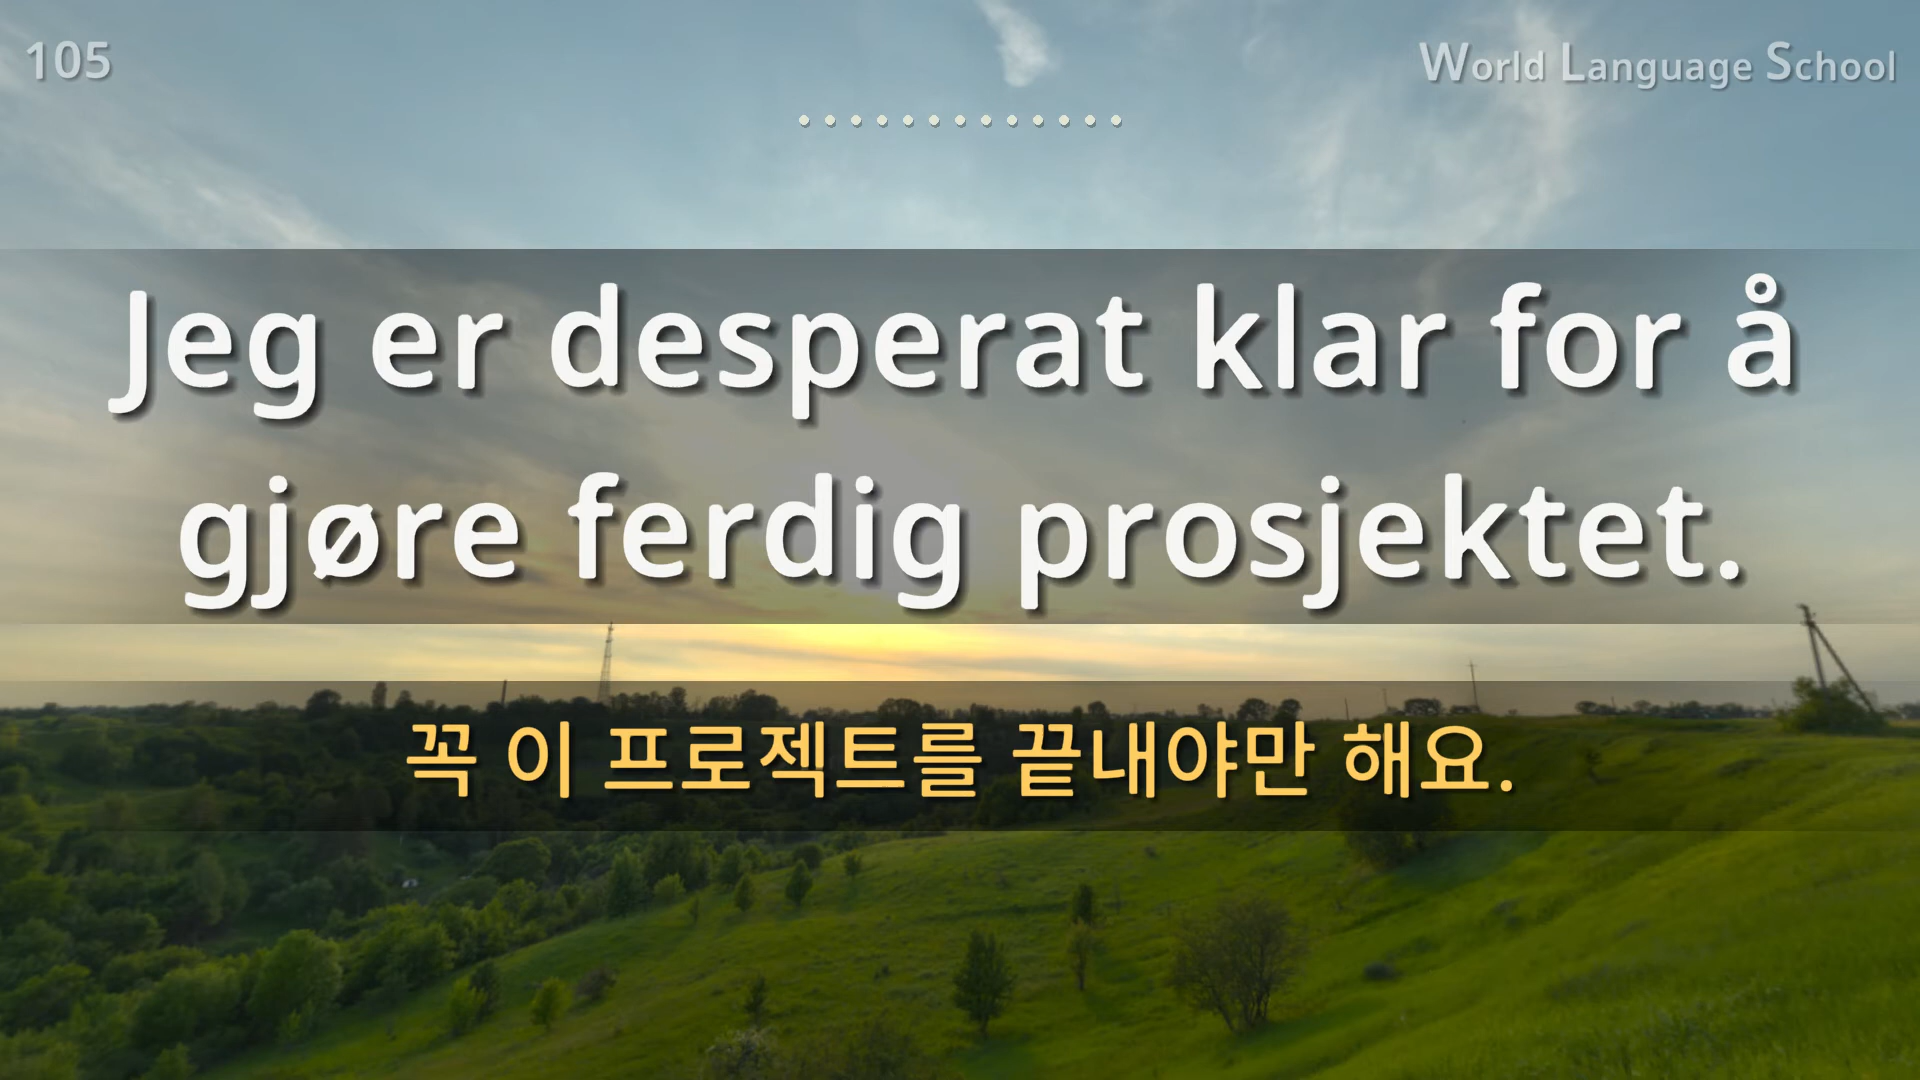 105
World Language School
Jeg er desperat klar for å
gjøre ferdig prosjektet.
꼭 이 프로젝트를 끝내야만 해요.